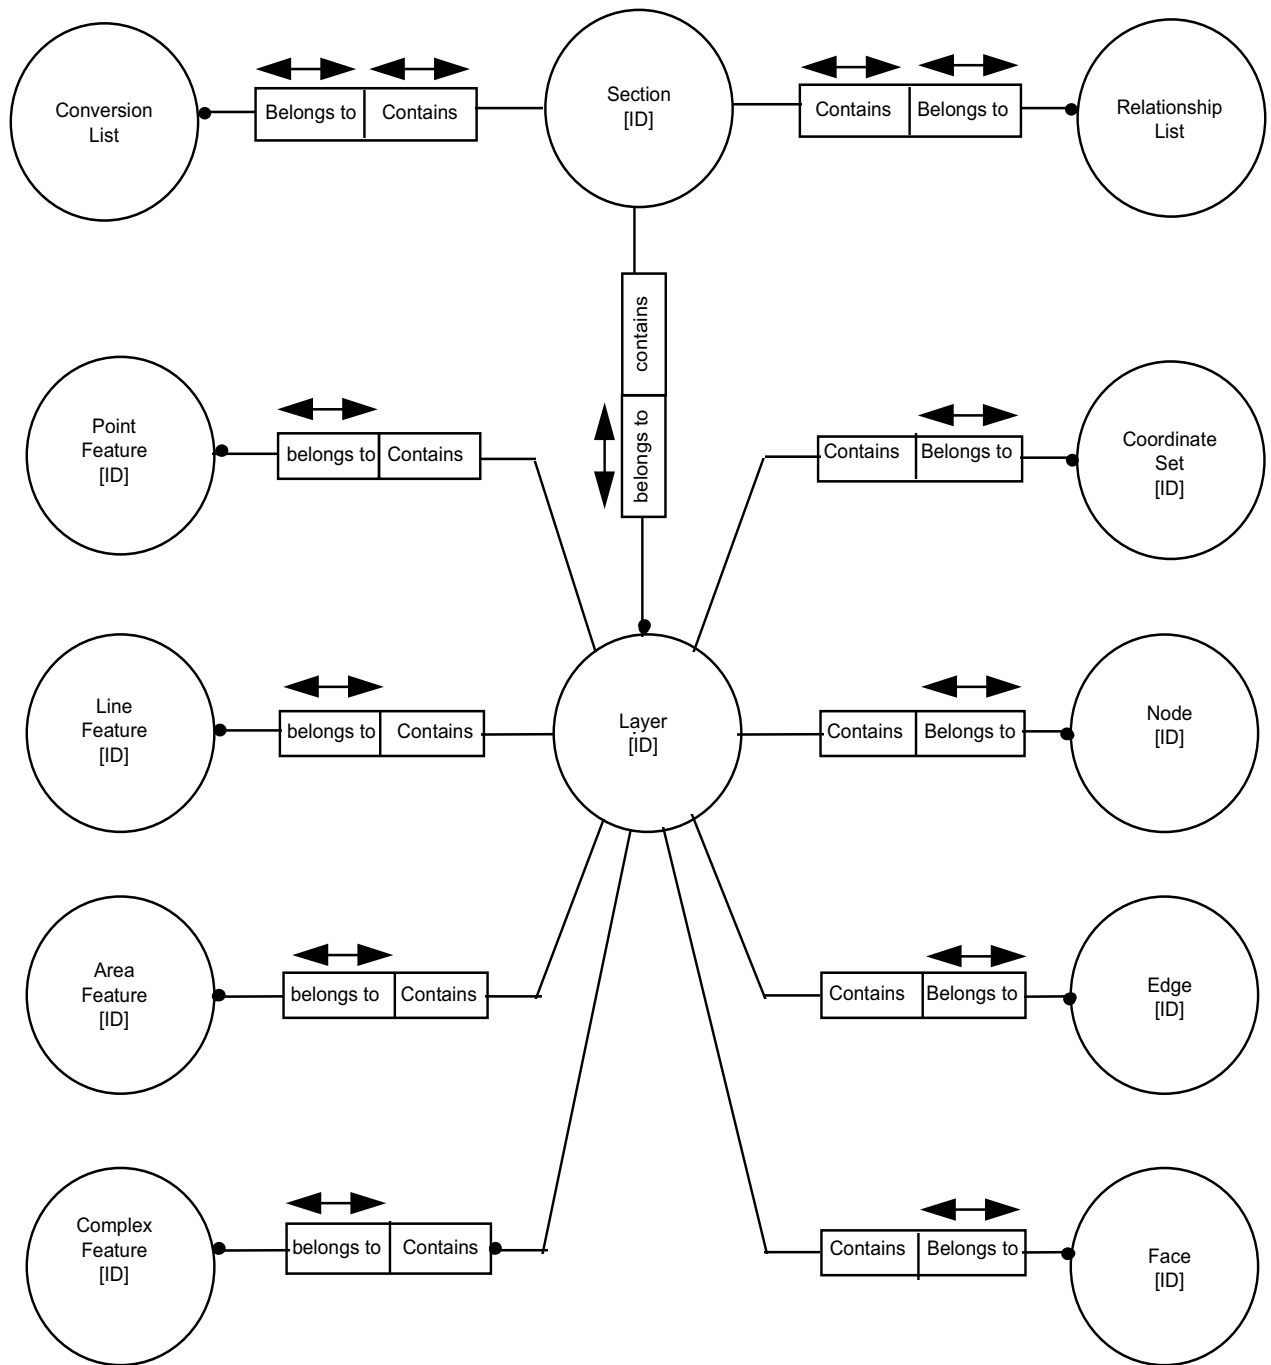 Conversion
List
Belongs to
Contains
Section
[ID]
Contains
Belongs to
Relationship
List
contains
belongs to
Point
Feature
[ID]
belongs to
Contains
Contains
Belongs to
Coordinate
Set
[ID]
Line
Feature
[ID]
belongs to
Contains
Layer
[ID]
Contains
Belongs to
Node
[ID]
Area
Feature
[ID]
belongs to
Contains
Contains
Belongs to
Edge
[ID]
Complex
Feature
[ID]
belongs to
Contains
Contains
Belongs to
Face
[ID]